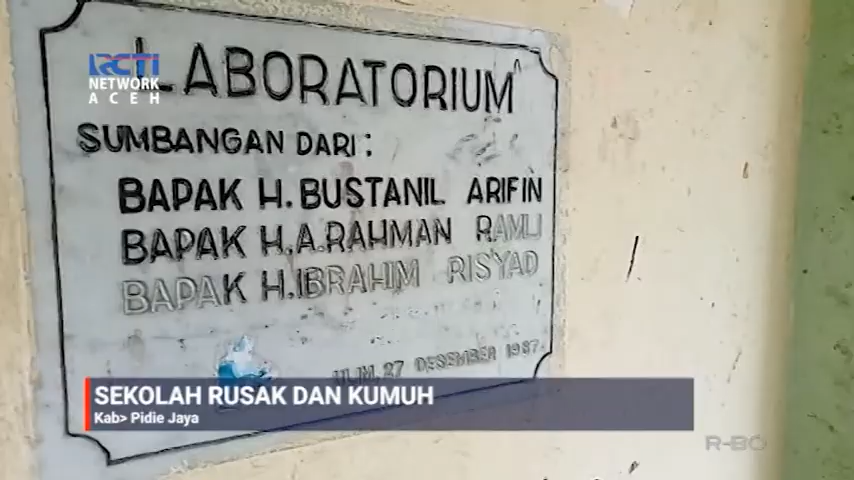 RCTI
NETWORK
ACEH
LABORATORIUM
SUMBANGAN DARI:
BAPAK H. BUSTANIL ARIFIN
BAPAK H.A.RAHMAN RAMLI
BAPAK H.IBRAHIM RISYAD
27 DESEMBER 1987
SEKOLAH RUSAK DAN KUMUH
Kab> Pidie Jaya
R-BO